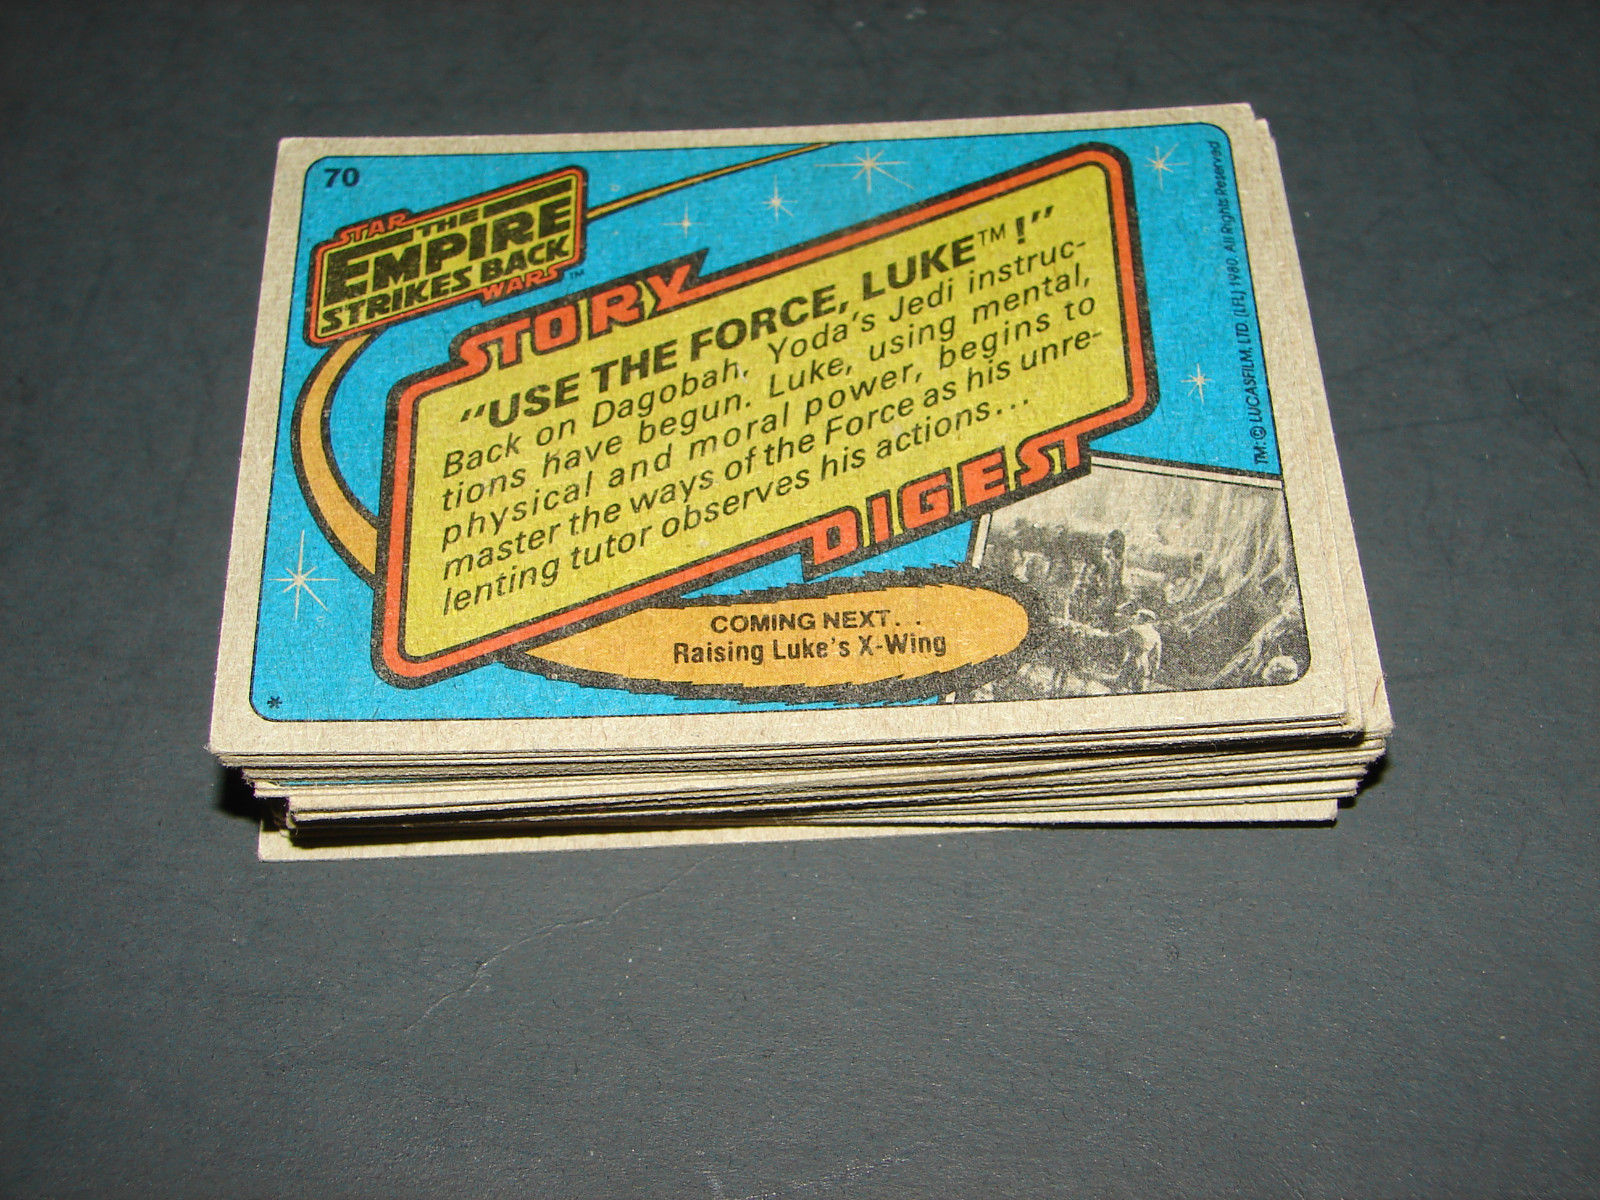 70
STAR
THE
EMPIRE
STRIKES BACK
WARS™
STORY
"USE THE FORCE, LUKE™!"
Back on Dagobah, Yoda's Jedi instruc-
tions have begun. Luke, using mental,
physical and moral power, begins to
master the ways of the Force as his unre-
lenting tutor observes his actions...
DIGEST
COMING NEXT...
Raising Luke's X-Wing
*
TM: © LUCASFILM, LTD. (LFL) 1980. All Rights Reserved